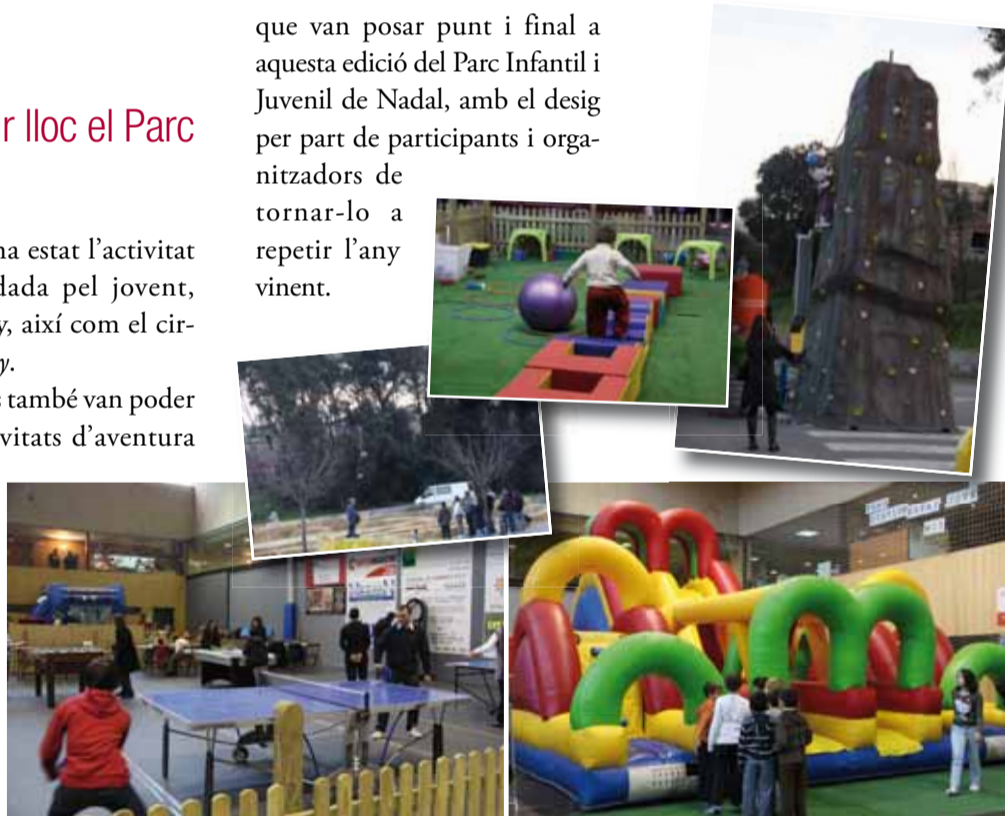 r lloc el Parc
ha estat l’activitat
dada pel jovent,
y, així com el cir-
y.
s també van poder
vitats d’aventura
que van posar punt i final a
aquesta edició del Parc Infantil i
Juvenil de Nadal, amb el desig
per part de participants i orga-
nitzadors de
tornar-lo a
repetir l’any
vinent.